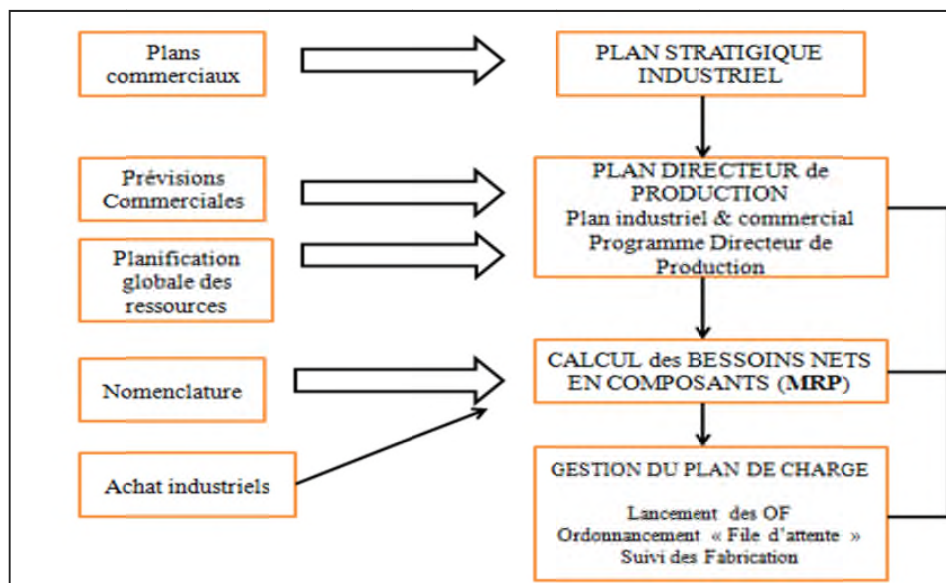 Plans
commerciaux
PLAN STRATIGIQUE
INDUSTRIEL
Prévisions
Commerciales
PLAN DIRECTEUR de
PRODUCTION
Plan industriel & commercial
Programme Directeur de
Production
Planification
globale des
ressources
Nomenclature
CALCUL des BESSOINS NETS
EN COMPOSANTS (MRP)
Achat industriels
GESTION DU PLAN DE CHARGE
Lancement des OF
Ordonnancement « File d'attente »
Suivi des Fabrication